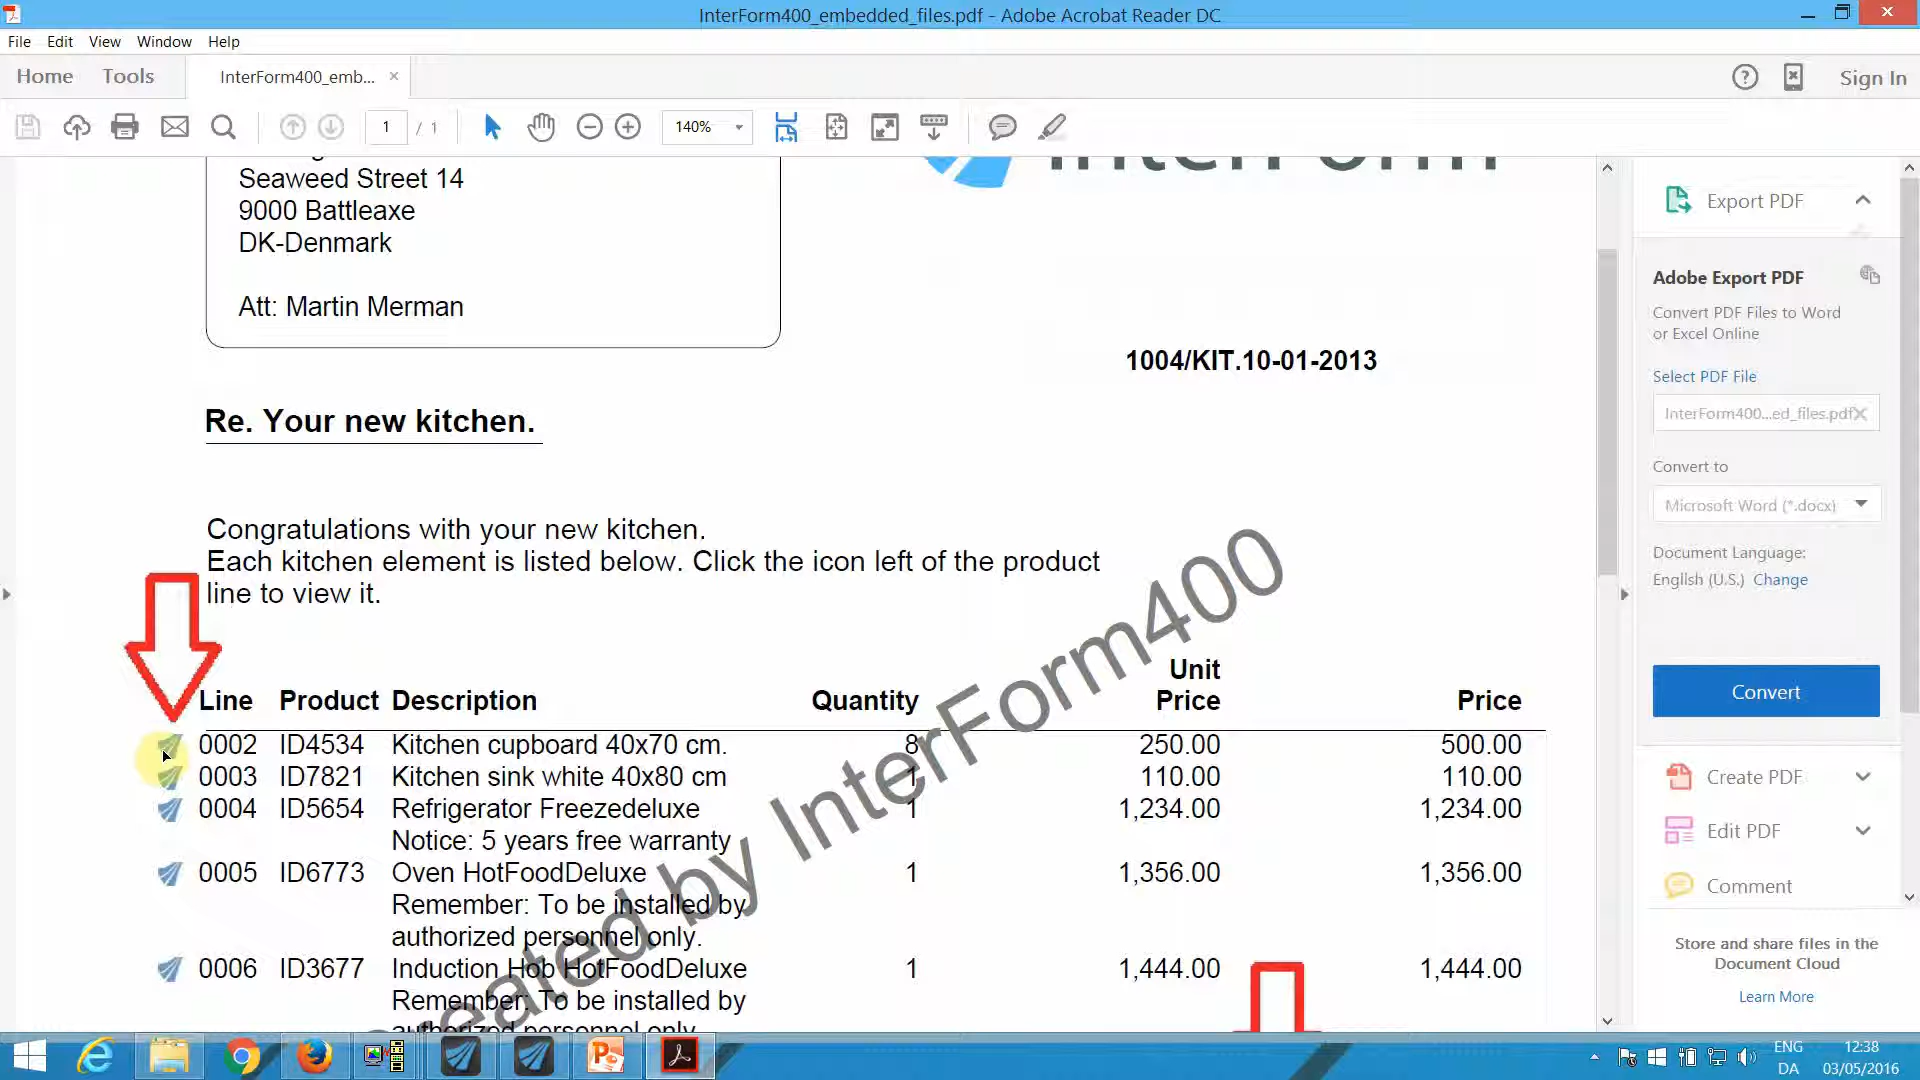 InterForm400_embedded_files.pdf - Adobe Acrobat Reader DC
File Edit View Window Help
Home Tools InterForm400_emb... × Sign In
1 / 1 140%
Seaweed Street 14
9000 Battleaxe
DK-Denmark
Att: Martin Merman
InterForm
1004/KIT.10-01-2013
Re. Your new kitchen.
Congratulations with your new kitchen.
Each kitchen element is listed below. Click the icon left of the product
line to view it.
Unit
Line Product Description Quantity Price Price
0002 ID4534 Kitchen cupboard 40x70 cm. 8 250.00 500.00
0003 ID7821 Kitchen sink white 40x80 cm 1 110.00 110.00
0004 ID5654 Refrigerator Freezedeluxe 1 1,234.00 1,234.00
Notice: 5 years free warranty
0005 ID6773 Oven HotFoodDeluxe 1 1,356.00 1,356.00
Remember: To be installed by
authorized personnel only.
0006 ID3677 Induction Hob HotFoodDeluxe 1 1,444.00 1,444.00
Remember: To be installed by
authorized personnel only
reated by InterForm400
Export PDF
Adobe Export PDF
Convert PDF Files to Word
or Excel Online
Select PDF File
InterForm400...ed_files.pdf
Convert to
Microsoft Word (*.docx)
Document Language:
English (U.S.) Change
Convert
Create PDF
Edit PDF
Comment
Store and share files in the
Document Cloud
Learn More
ENG 12:38
DA 03/05/2016